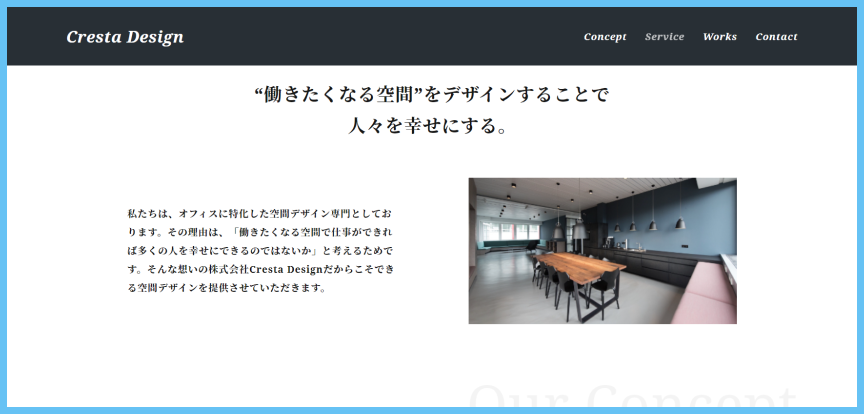 Cresta Design
Concept Service Works Contact
“働きたくなる空間”をデザインすることで
人々を幸せにする。
私たちは、オフィスに特化した空間デザイン専門としてお
ります。その理由は、「働きたくなる空間で仕事ができれ
ば多くの人を幸せにできるのではないか」と考えるためで
す。そんな想いの株式会社Cresta Designだからこそでき
る空間デザインを提供させていただきます。
Our Concept